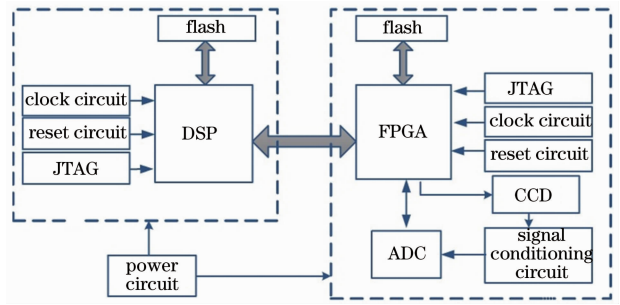 flash
clock circuit
reset circuit
JTAG
DSP
flash
FPGA
JTAG
clock circuit
reset circuit
CCD
ADC
signal
conditioning
circuit
power
circuit